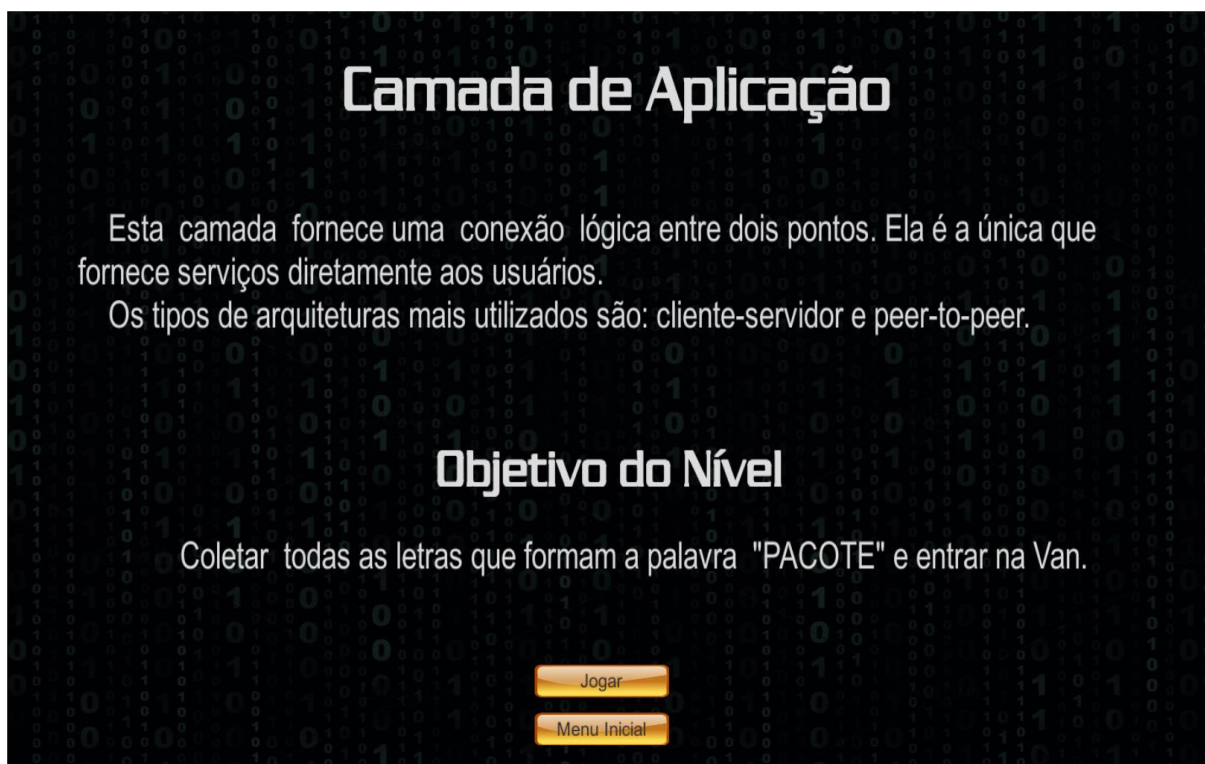 Camada de Aplicação
Esta camada fornece uma conexão lógica entre dois pontos. Ela é a única que
fornece serviços diretamente aos usuários.
Os tipos de arquiteturas mais utilizados são: cliente-servidor e peer-to-peer.
Objetivo do Nível
Coletar todas as letras que formam a palavra "PACOTE" e entrar na Van.
Jogar
Menu Inicial